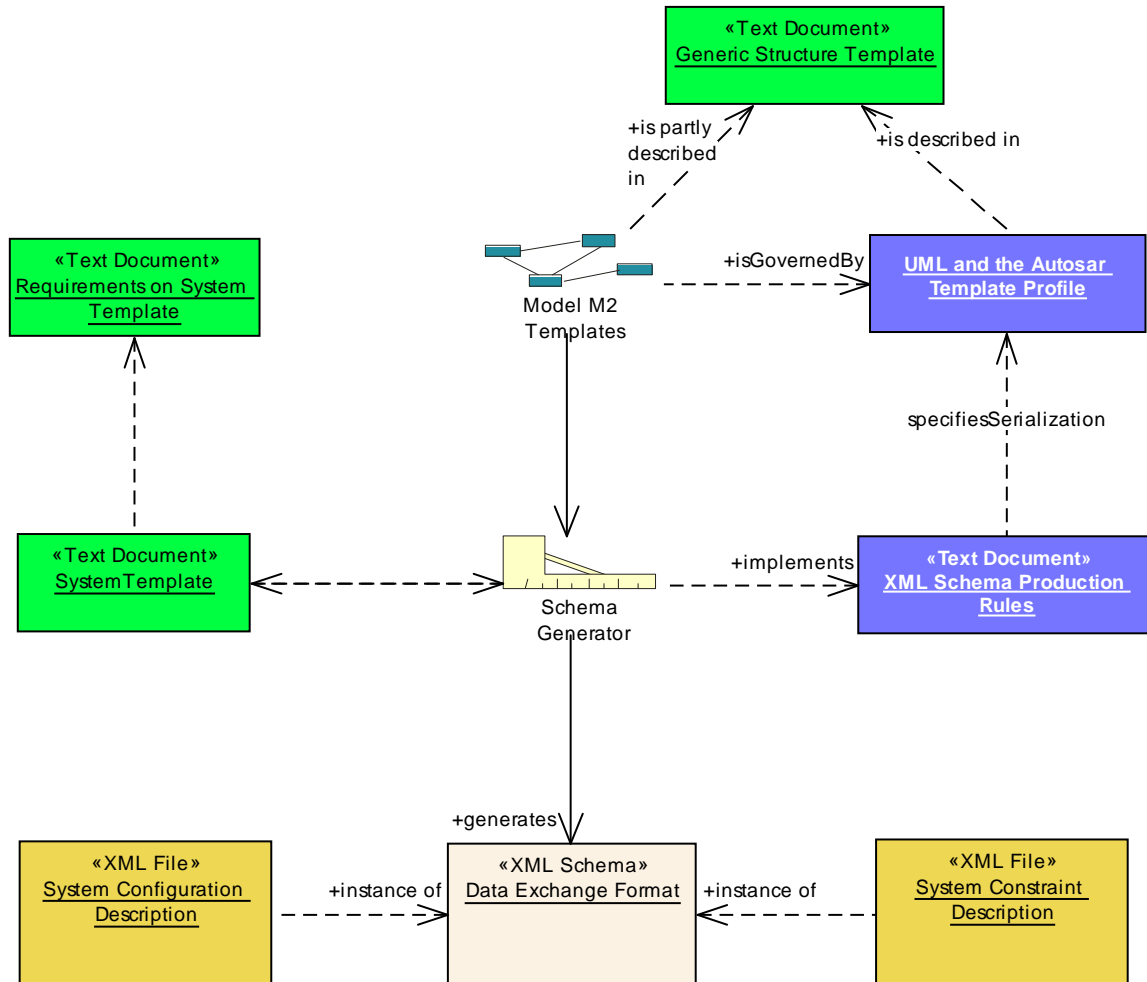 «Text Document»
Generic Structure Template
+is partly
described
in
+is described in
«Text Document»
Requirements on System
Template
Model M2
Templates
+isGovernedBy
UML and the Autosar
Template Profile
specifiesSerialization
«Text Document»
SystemTemplate
Schema
Generator
+implements
«Text Document»
XML Schema Production
Rules
+generates
«XML File»
System Configuration
Description
+instance of
«XML Schema»
Data Exchange Format
+instance of
«XML File»
System Constraint
Description